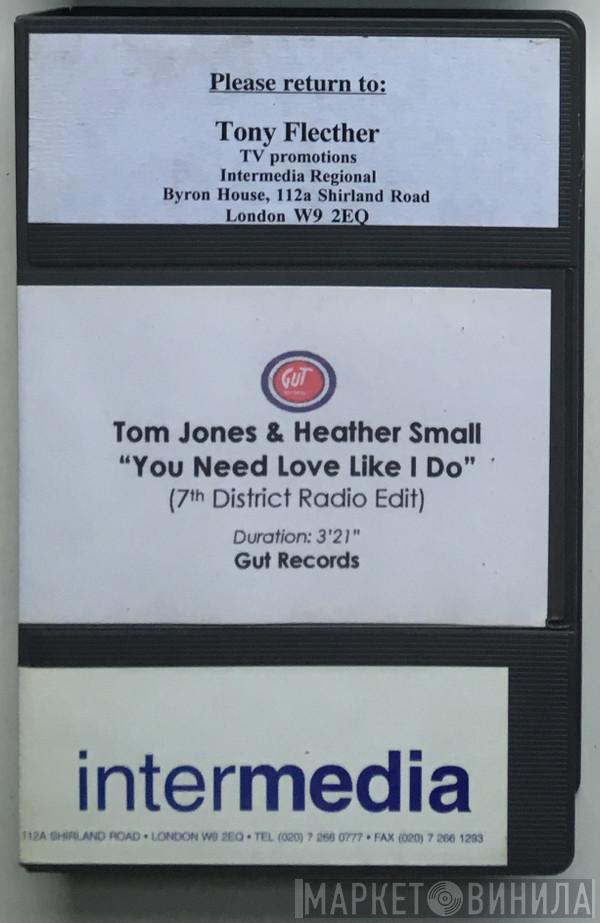 Please return to:
Tony Flecther
TV promotions
Intermedia Regional
Byron House, 112a Shirland Road
London W9 2EQ
GUT
Tom Jones & Heather Small
“You Need Love Like I Do”
(7th District Radio Edit)
Duration: 3'21"
Gut Records
intermedia
112A SHIRLAND ROAD • LONDON W9 2EQ • TEL (020) 7 266 0777 • FAX (020) 7 266 1293
МАРКЕТ ВИНИЛА